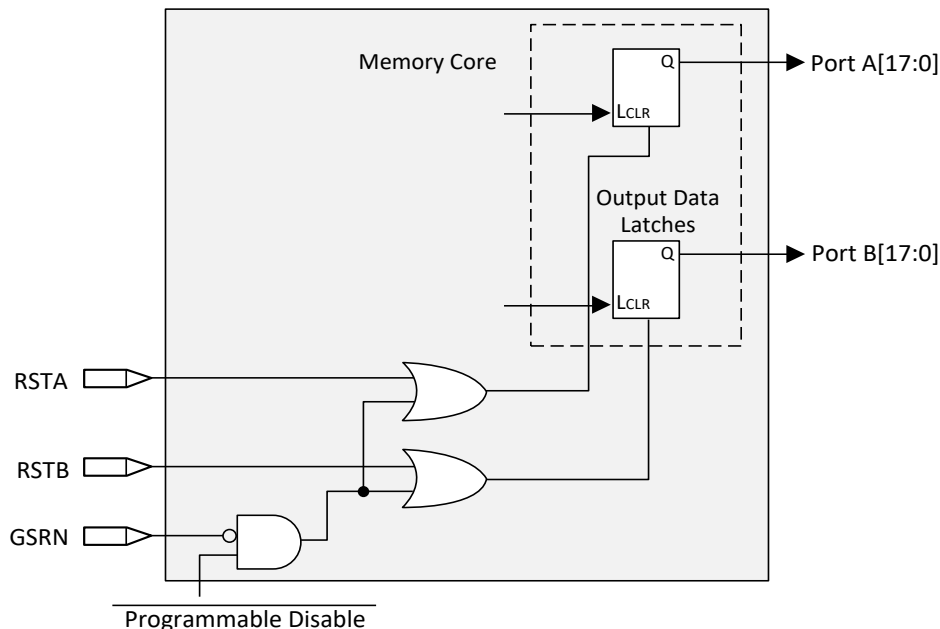 Memory Core
Q
Port A[17:0]
LCLR
Output Data
Latches
Q
Port B[17:0]
LCLR
RSTA
RSTB
GSRN
Programmable Disable